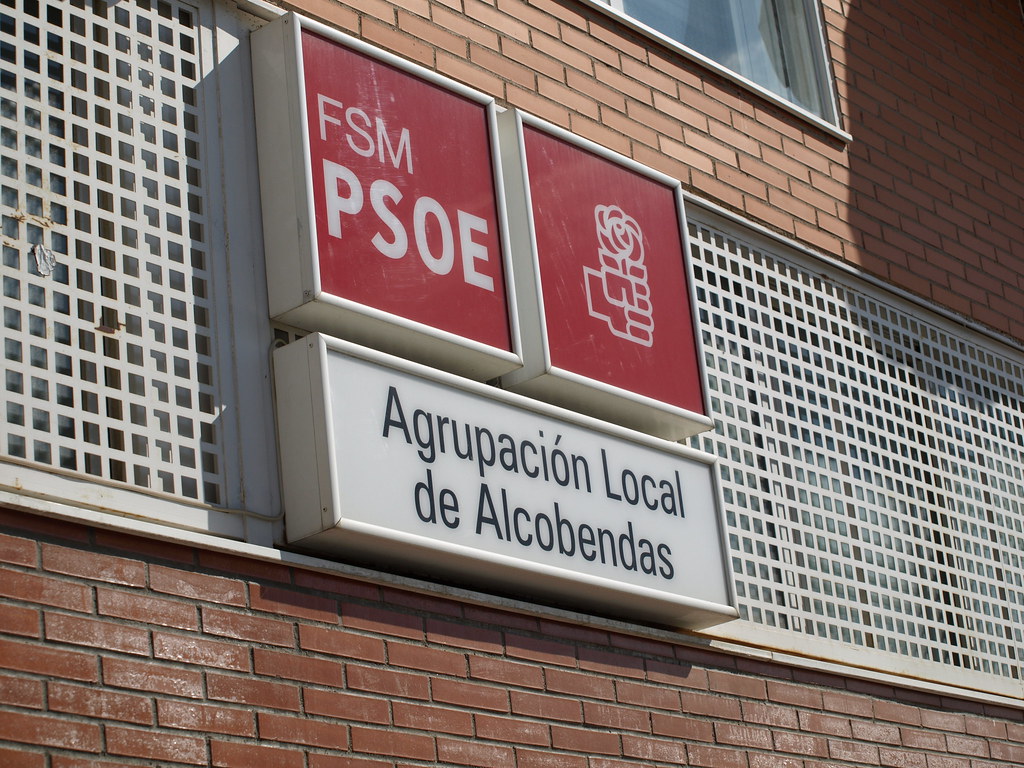 FSM
PSOE
Agrupación Local
de Alcobendas